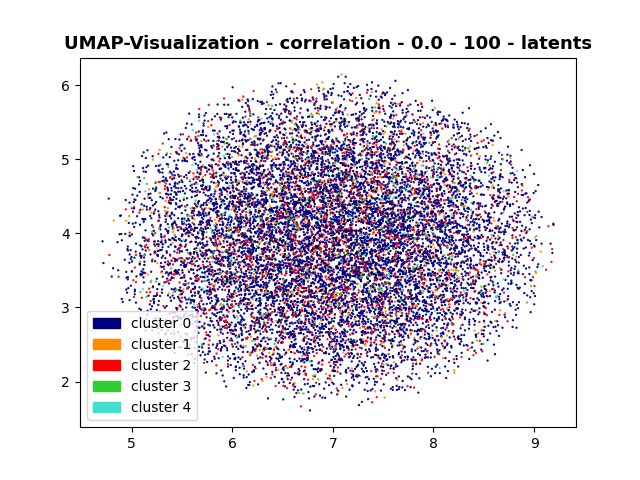 UMAP-Visualization - correlation - 0.0 - 100 - latents
6
5
4
3
2
cluster 0
cluster 1
cluster 2
cluster 3
cluster 4
5 6 7 8 9